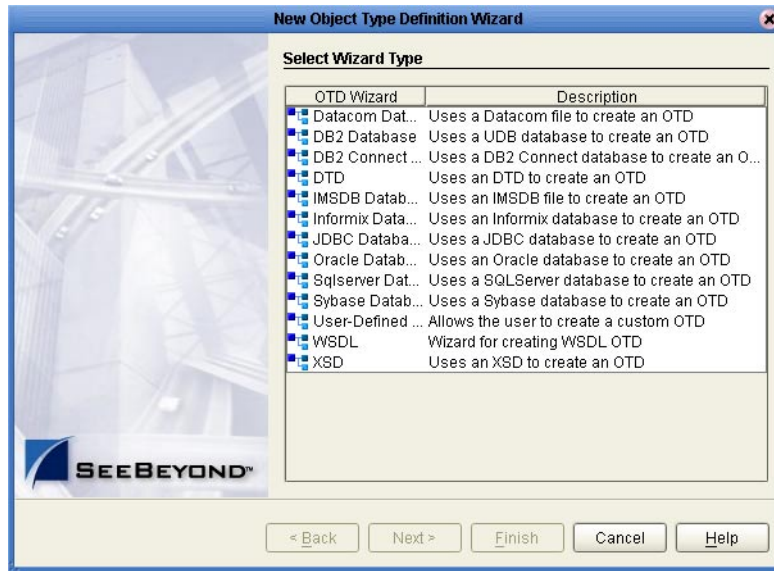 New Object Type Definition Wizard
Select Wizard Type
OTD Wizard Description
Datacom Dat... Uses a Datacom file to create an OTD
DB2 Database Uses a UDB database to create an OTD
DB2 Connect ... Uses a DB2 Connect database to create an O...
DTD Uses an DTD to create an OTD
IMSDB Datab... Uses an IMSDB file to create an OTD
Informix Data... Uses an Informix database to create an OTD
JDBC Databa... Uses a JDBC database to create an OTD
Oracle Datab... Uses an Oracle database to create an OTD
Sqlserver Dat... Uses a SQLServer database to create an OTD
Sybase Datab... Uses a Sybase database to create an OTD
User-Defined ... Allows the user to create a custom OTD
WSDL Wizard for creating WSDL OTD
XSD Uses an XSD to create an OTD
SEEBEYOND™
< Back Next > Finish Cancel Help